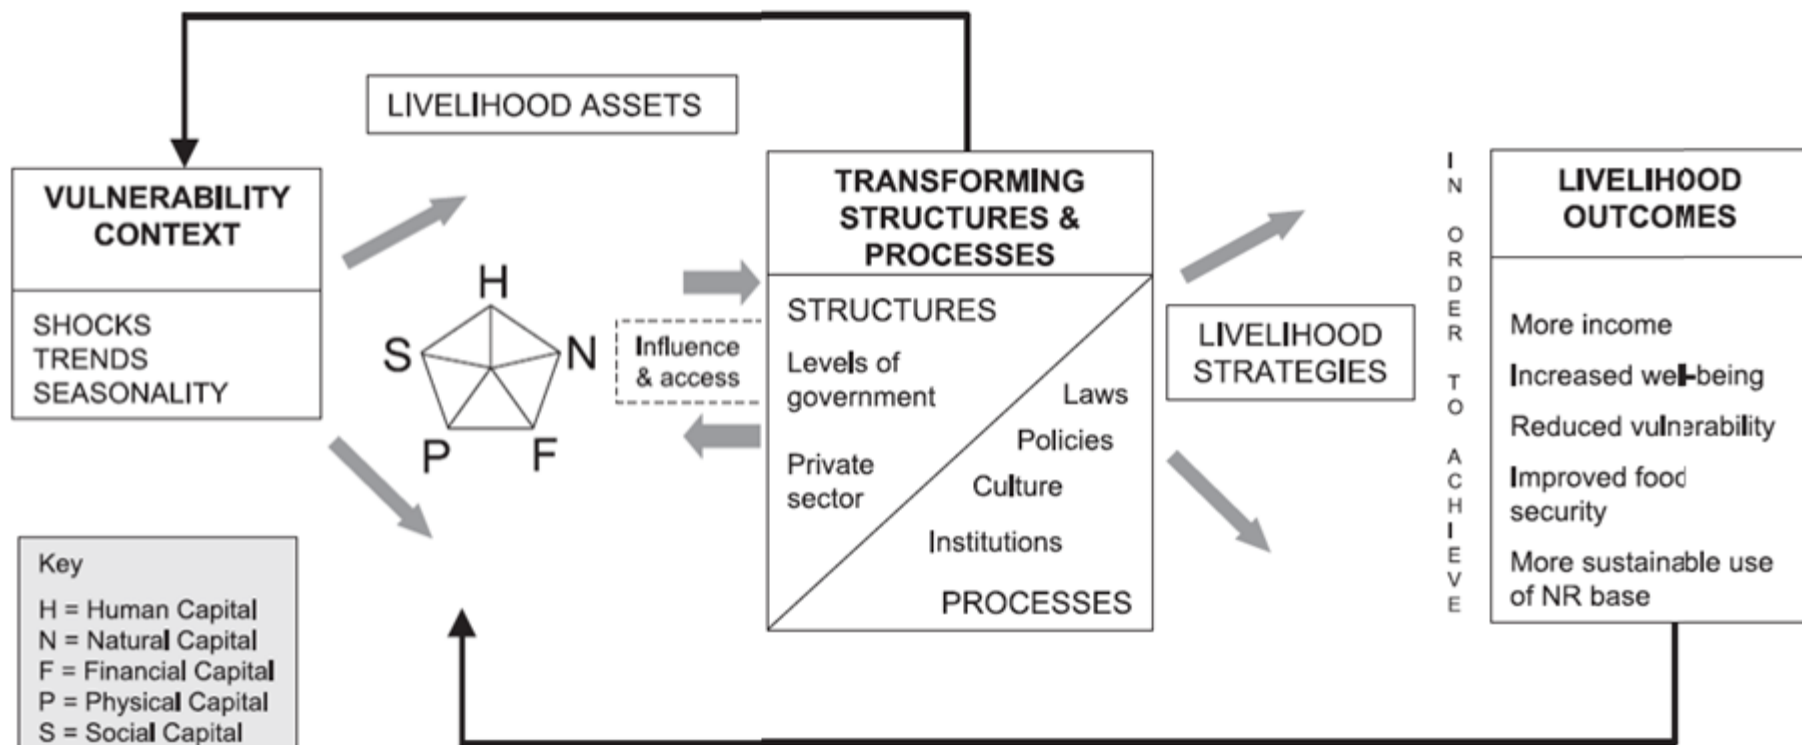 LIVELIHOOD ASSETS
VULNERABILITY
CONTEXT
SHOCKS
TRENDS
SEASONALITY
H
S
N
P
F
Influence
& access
TRANSFORMING
STRUCTURES &
PROCESSES
STRUCTURES
Levels of
government
Private
sector
Laws
Policies
Culture
Institutions
PROCESSES
LIVELIHOOD
STRATEGIES
IN ORDER TO ACHIEVE
LIVELIHOOD
OUTCOMES
More income
Increased well-being
Reduced vulnerability
Improved food
security
More sustainable use
of NR base
Key
H = Human Capital
N = Natural Capital
F = Financial Capital
P = Physical Capital
S = Social Capital